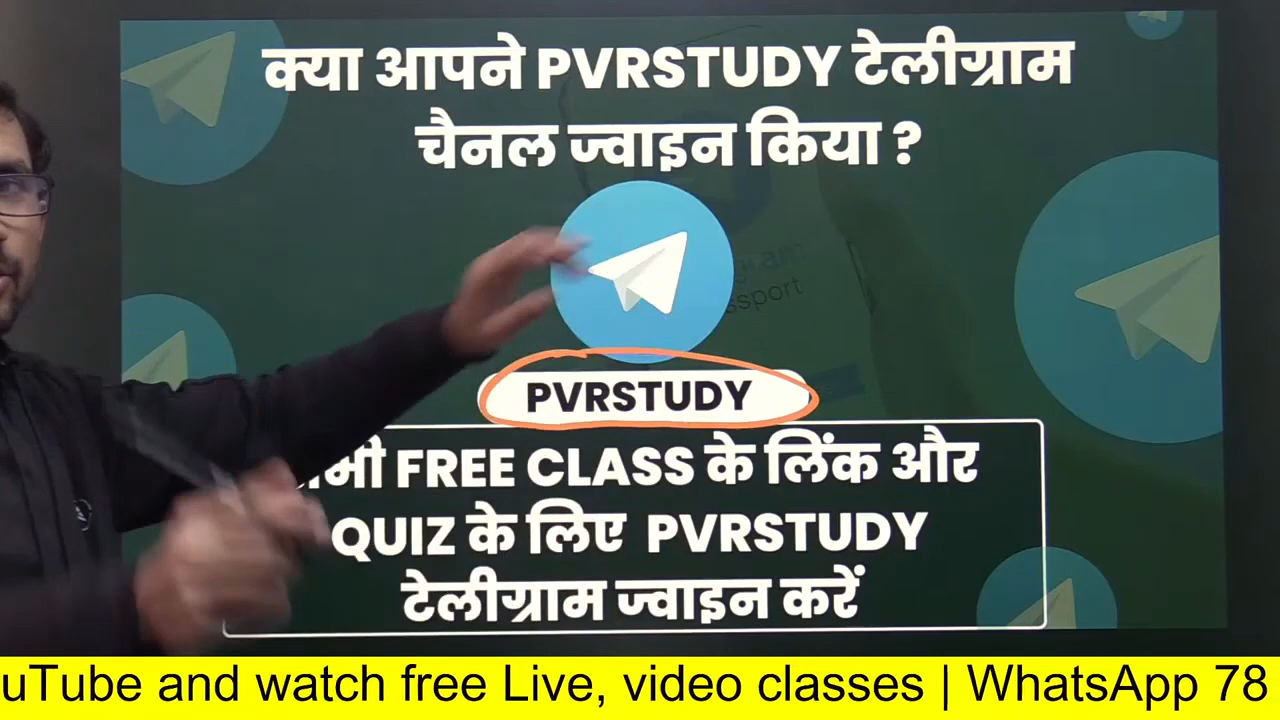 क्या आपने PVRSTUDY टेलीग्राम
चैनल ज्वाइन किया ?
PVRSTUDY
FREE CLASS के लिंक और
QUIZ के लिए PVRSTUDY
टेलीग्राम ज्वाइन करें
uTube and watch free Live, video classes | WhatsApp 78